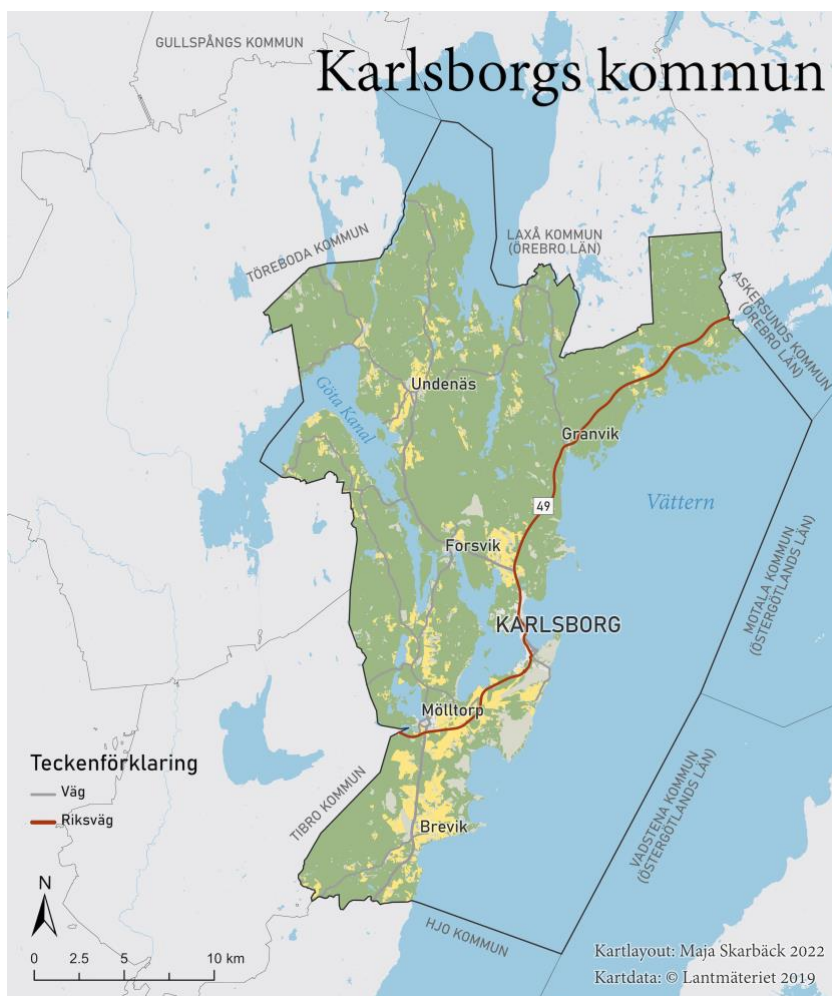 GULLSPÅNGS KOMMUN
Karlsborgs kommun
TÖREBODA KOMMUN
LAXÅ KOMMUN
(ÖREBRO LÄN)
ASKERSUNDS KOMMUN
(ÖREBRO LÄN)
Undenäs
Göta Kanal
Granvik
Vättern
49
Forsvik
KARLSBORG
MOTALA KOMMUN
(ÖSTERGÖTLANDS LÄN)
Mölltorp
Teckenförklaring
Väg
Riksväg
TIBRO KOMMUN
Brevik
VADSTENA KOMMUN
(ÖSTERGÖTLANDS LÄN)
HJO KOMMUN
N
0 2.5 5 10 km
Kartlayout: Maja Skarbäck 2022
Kartdata: © Lantmäteriet 2019